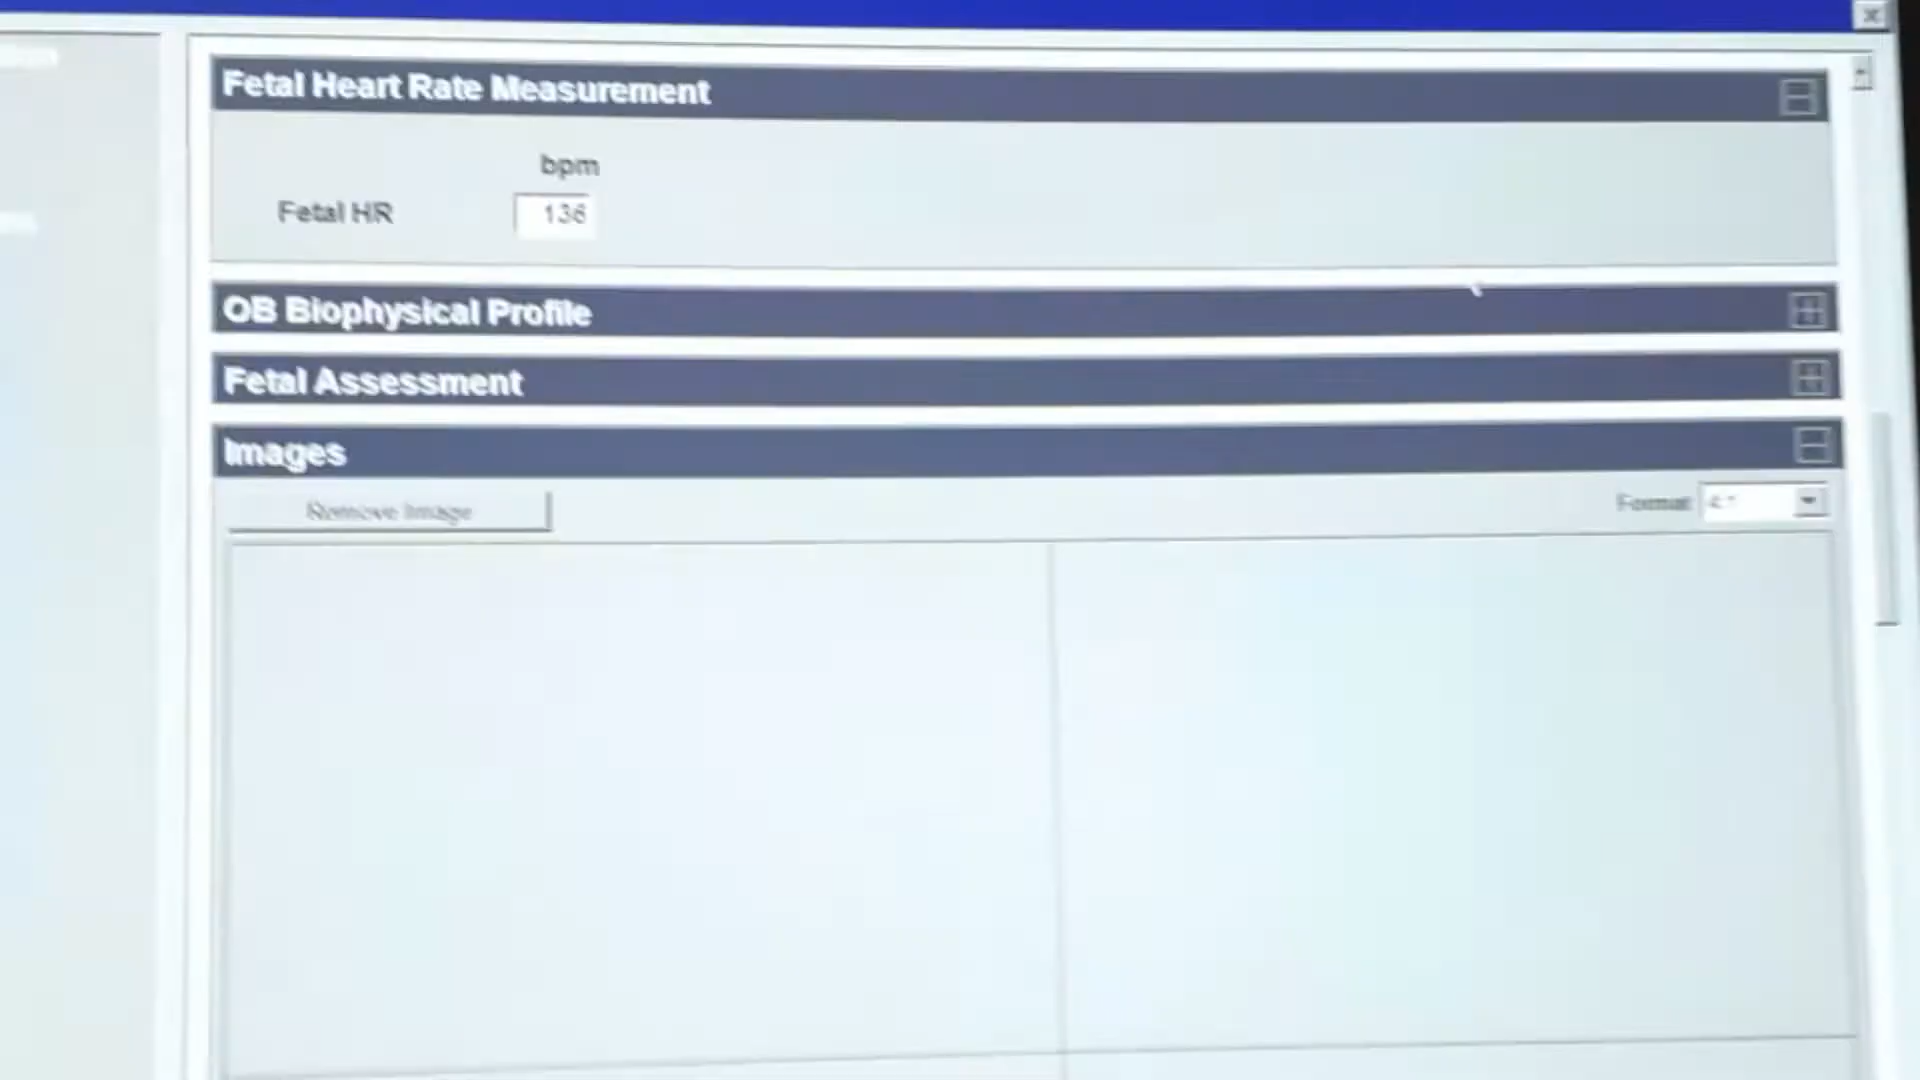 Fetal Heart Rate Measurement
bpm
Fetal HR 136
OB Biophysical Profile
Fetal Assessment
Images
Remove Image
Format